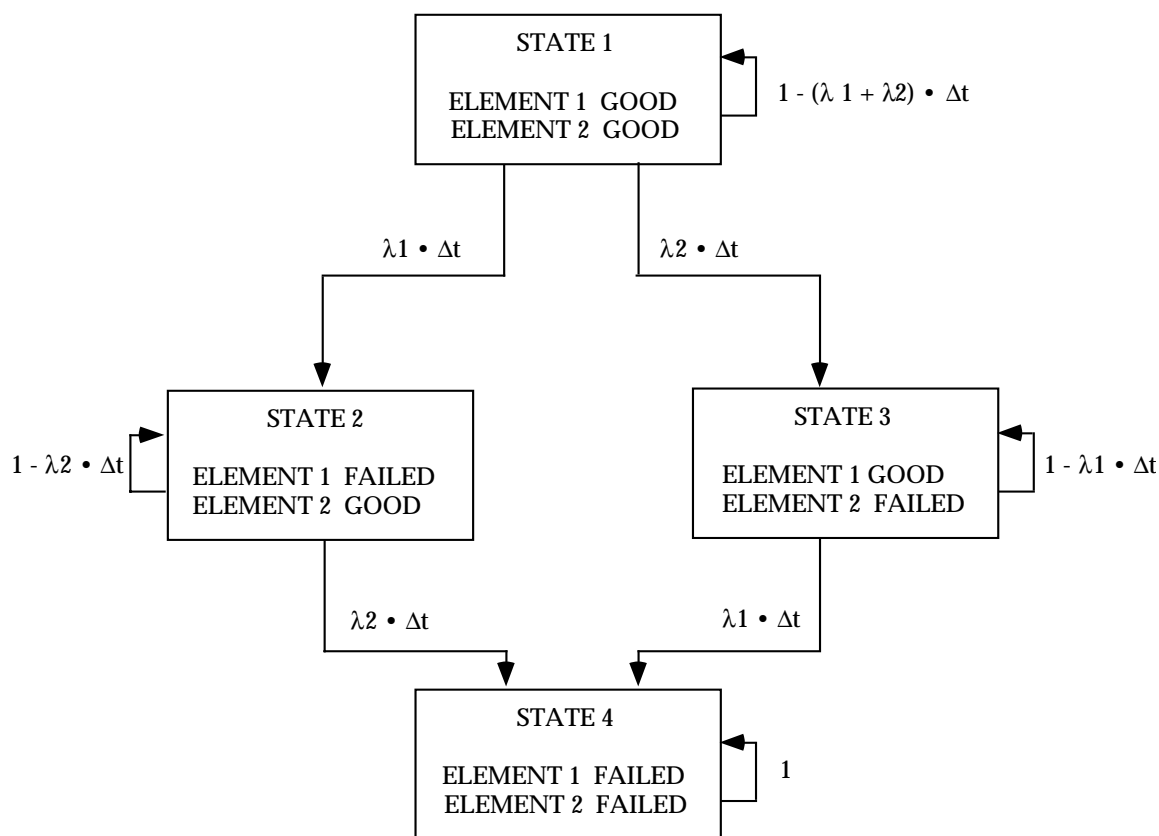 STATE 1
ELEMENT 1 GOOD
ELEMENT 2 GOOD
1 - (λ 1 + λ2) • Δt
λ1 • Δt
λ2 • Δt
STATE 2
ELEMENT 1 FAILED
ELEMENT 2 GOOD
1 - λ2 • Δt
STATE 3
ELEMENT 1 GOOD
ELEMENT 2 FAILED
1 - λ1 • Δt
λ2 • Δt
λ1 • Δt
STATE 4
ELEMENT 1 FAILED
ELEMENT 2 FAILED
1